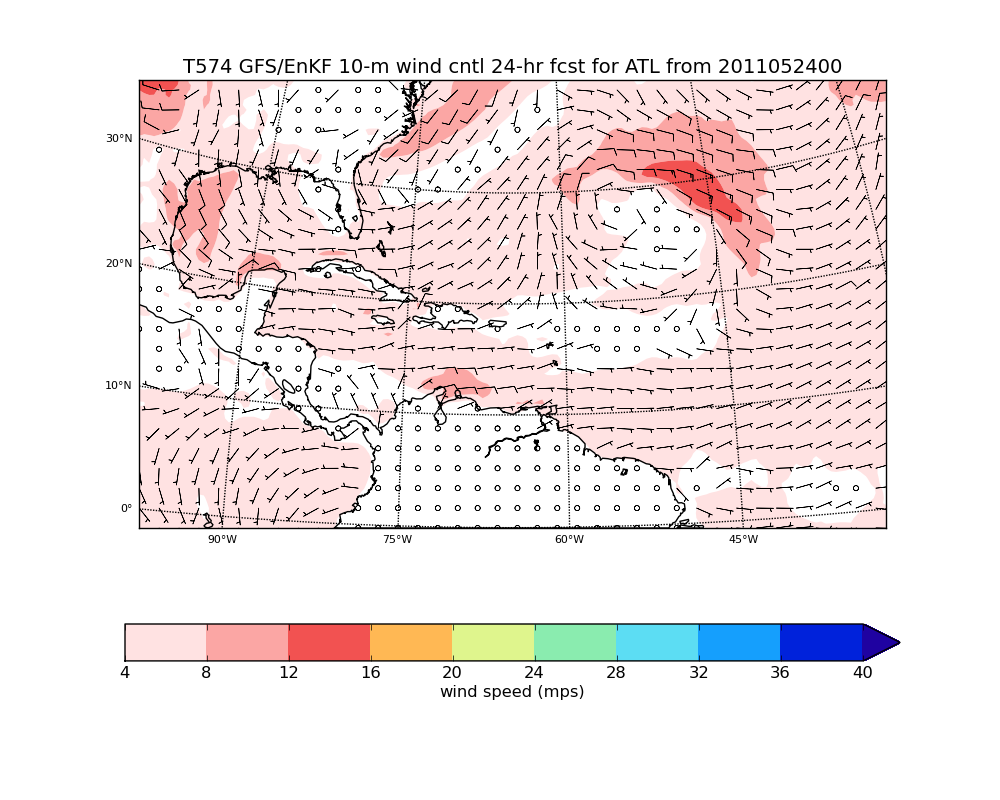 T574 GFS/EnKF 10-m wind cntl 24-hr fcst for ATL from 2011052400
30°N
20°N
10°N
0°
90°W 75°W 60°W 45°W
4 8 12 16 20 24 28 32 36 40
wind speed (mps)